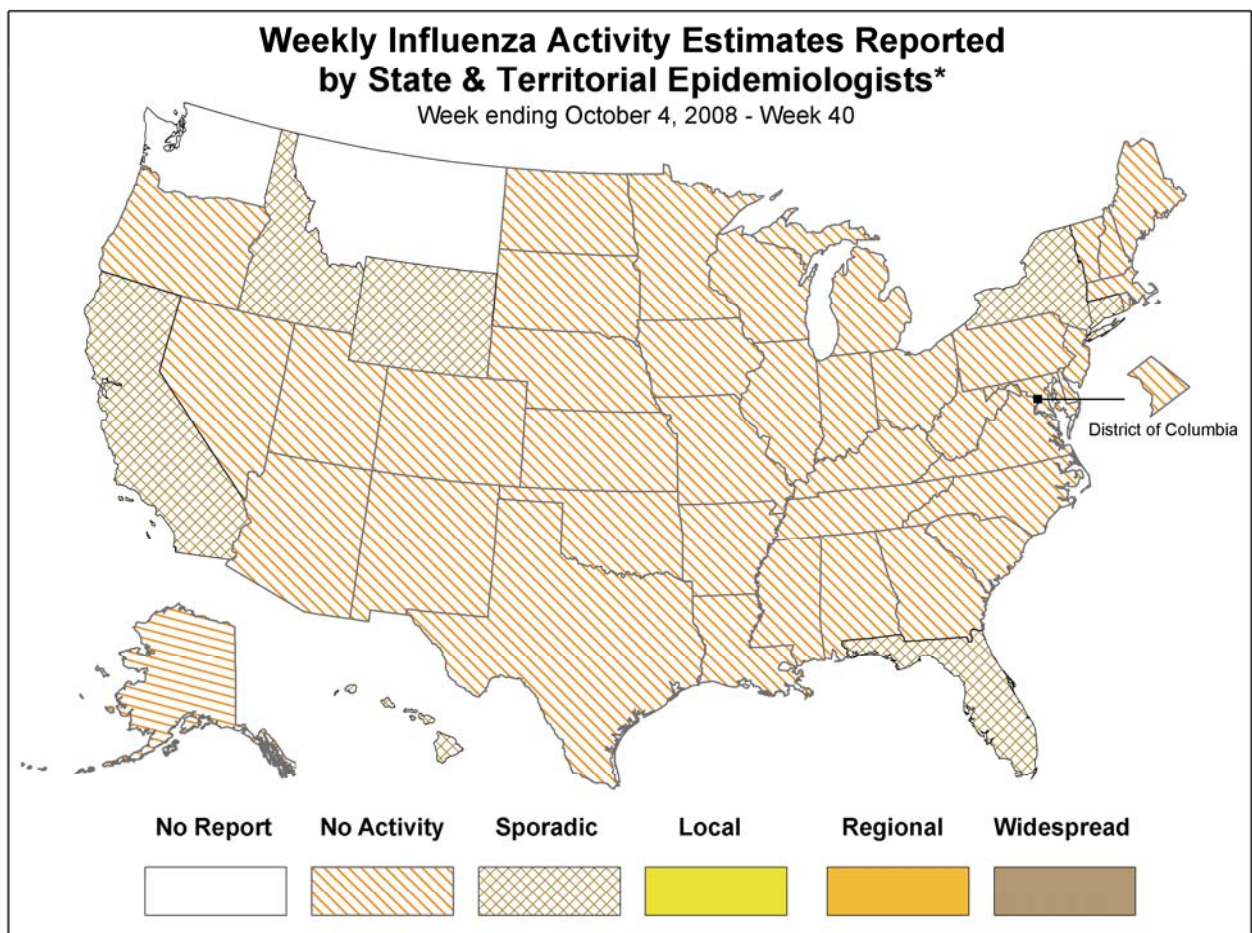 Weekly Influenza Activity Estimates Reported
by State & Territorial Epidemiologists*
Week ending October 4, 2008 - Week 40
District of Columbia
No Report No Activity Sporadic Local Regional Widespread